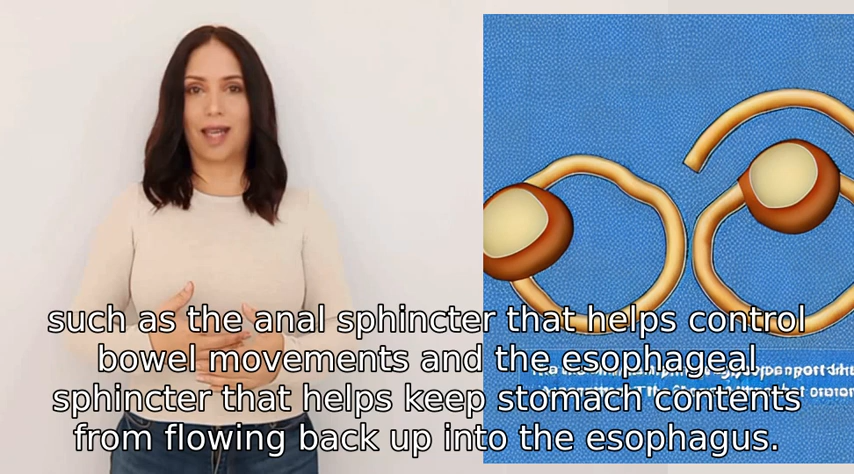 such as the anal sphincter that helps control
bowel movements and the esophageal
sphincter that helps keep stomach contents
from flowing back up into the esophagus.